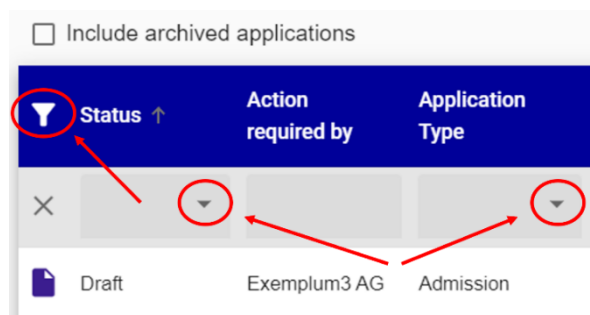 Include archived applications
Status ↑ Action required by Application Type
Draft Exemplum3 AG Admission